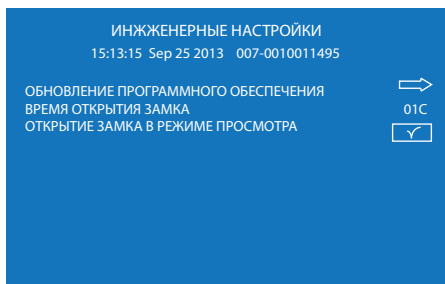 ИНЖЖЕНЕРНЫЕ НАСТРОЙКИ
15:13:15 Sep 25 2013 007-0010011495
ОБНОВЛЕНИЕ ПРОГРАММНОГО ОБЕСПЕЧЕНИЯ
ВРЕМЯ ОТКРЫТИЯ ЗАМКА 01С
ОТКРЫТИЕ ЗАМКА В РЕЖИМЕ ПРОСМОТРА